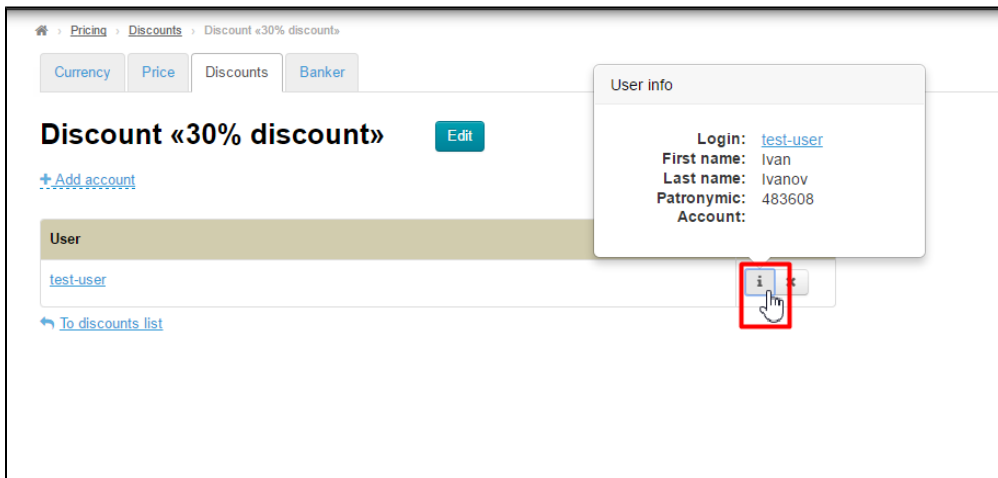 Pricing › Discounts › Discount «30% discount»
Currency Price Discounts Banker
User info
Discount «30% discount» Edit
Login: test-user
First name: Ivan
Last name: Ivanov
Patronymic: 483608
Account:
+ Add account
User
test-user i x
To discounts list